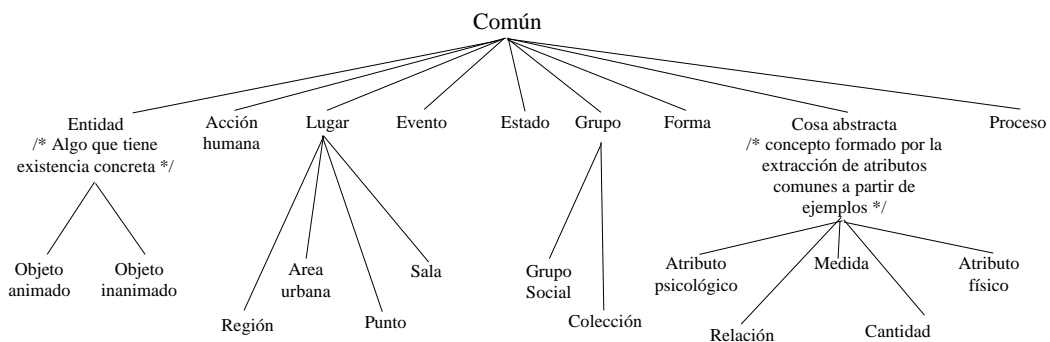 Común
Entidad
/* Algo que tiene
existencia concreta */
Acción
humana
Lugar
Evento
Estado
Grupo
Forma
Cosa abstracta
/* concepto formado por la
extracción de atributos
comunes a partir de
ejemplos */
Proceso
Objeto
animado
Objeto
inanimado
Región
Area
urbana
Punto
Sala
Grupo
Social
Colección
Atributo
psicológico
Relación
Medida
Cantidad
Atributo
físico